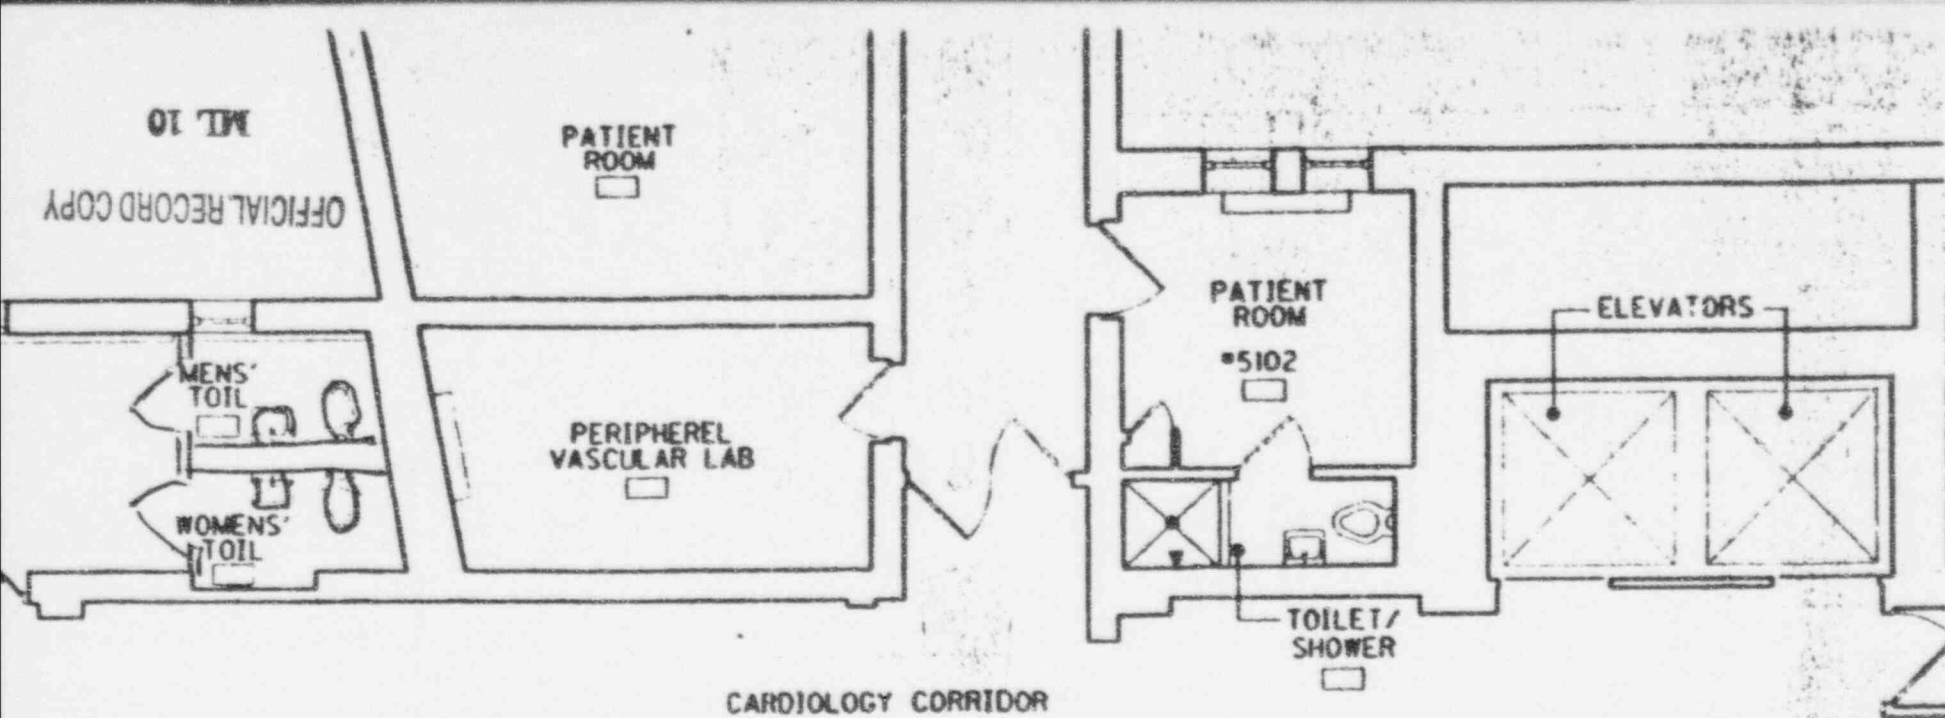 ML 10
OFFICIAL RECORD COPY
PATIENT
ROOM
PATIENT
ROOM
*5102
ELEVATORS
MENS'
TOIL
PERIPHEREL
VASCULAR LAB
WOMENS'
TOIL
TOILET/
SHOWER
CARDIOLOGY CORRIDOR